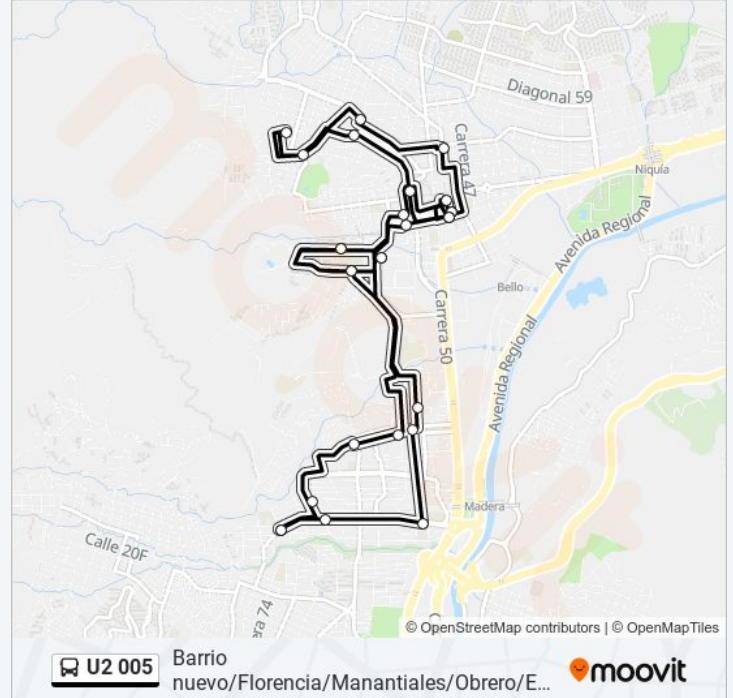 Diagonal 59
Carrera 47
Niquía
Avenida Regional
Bello
Carrera 50
Avenida Regional
Madera
Calle 20F
era 74
© OpenStreetMap contributors | © OpenMapTiles
U2 005
Barrio
nuevo/Florencia/Manantiales/Obrero/E...
moovit